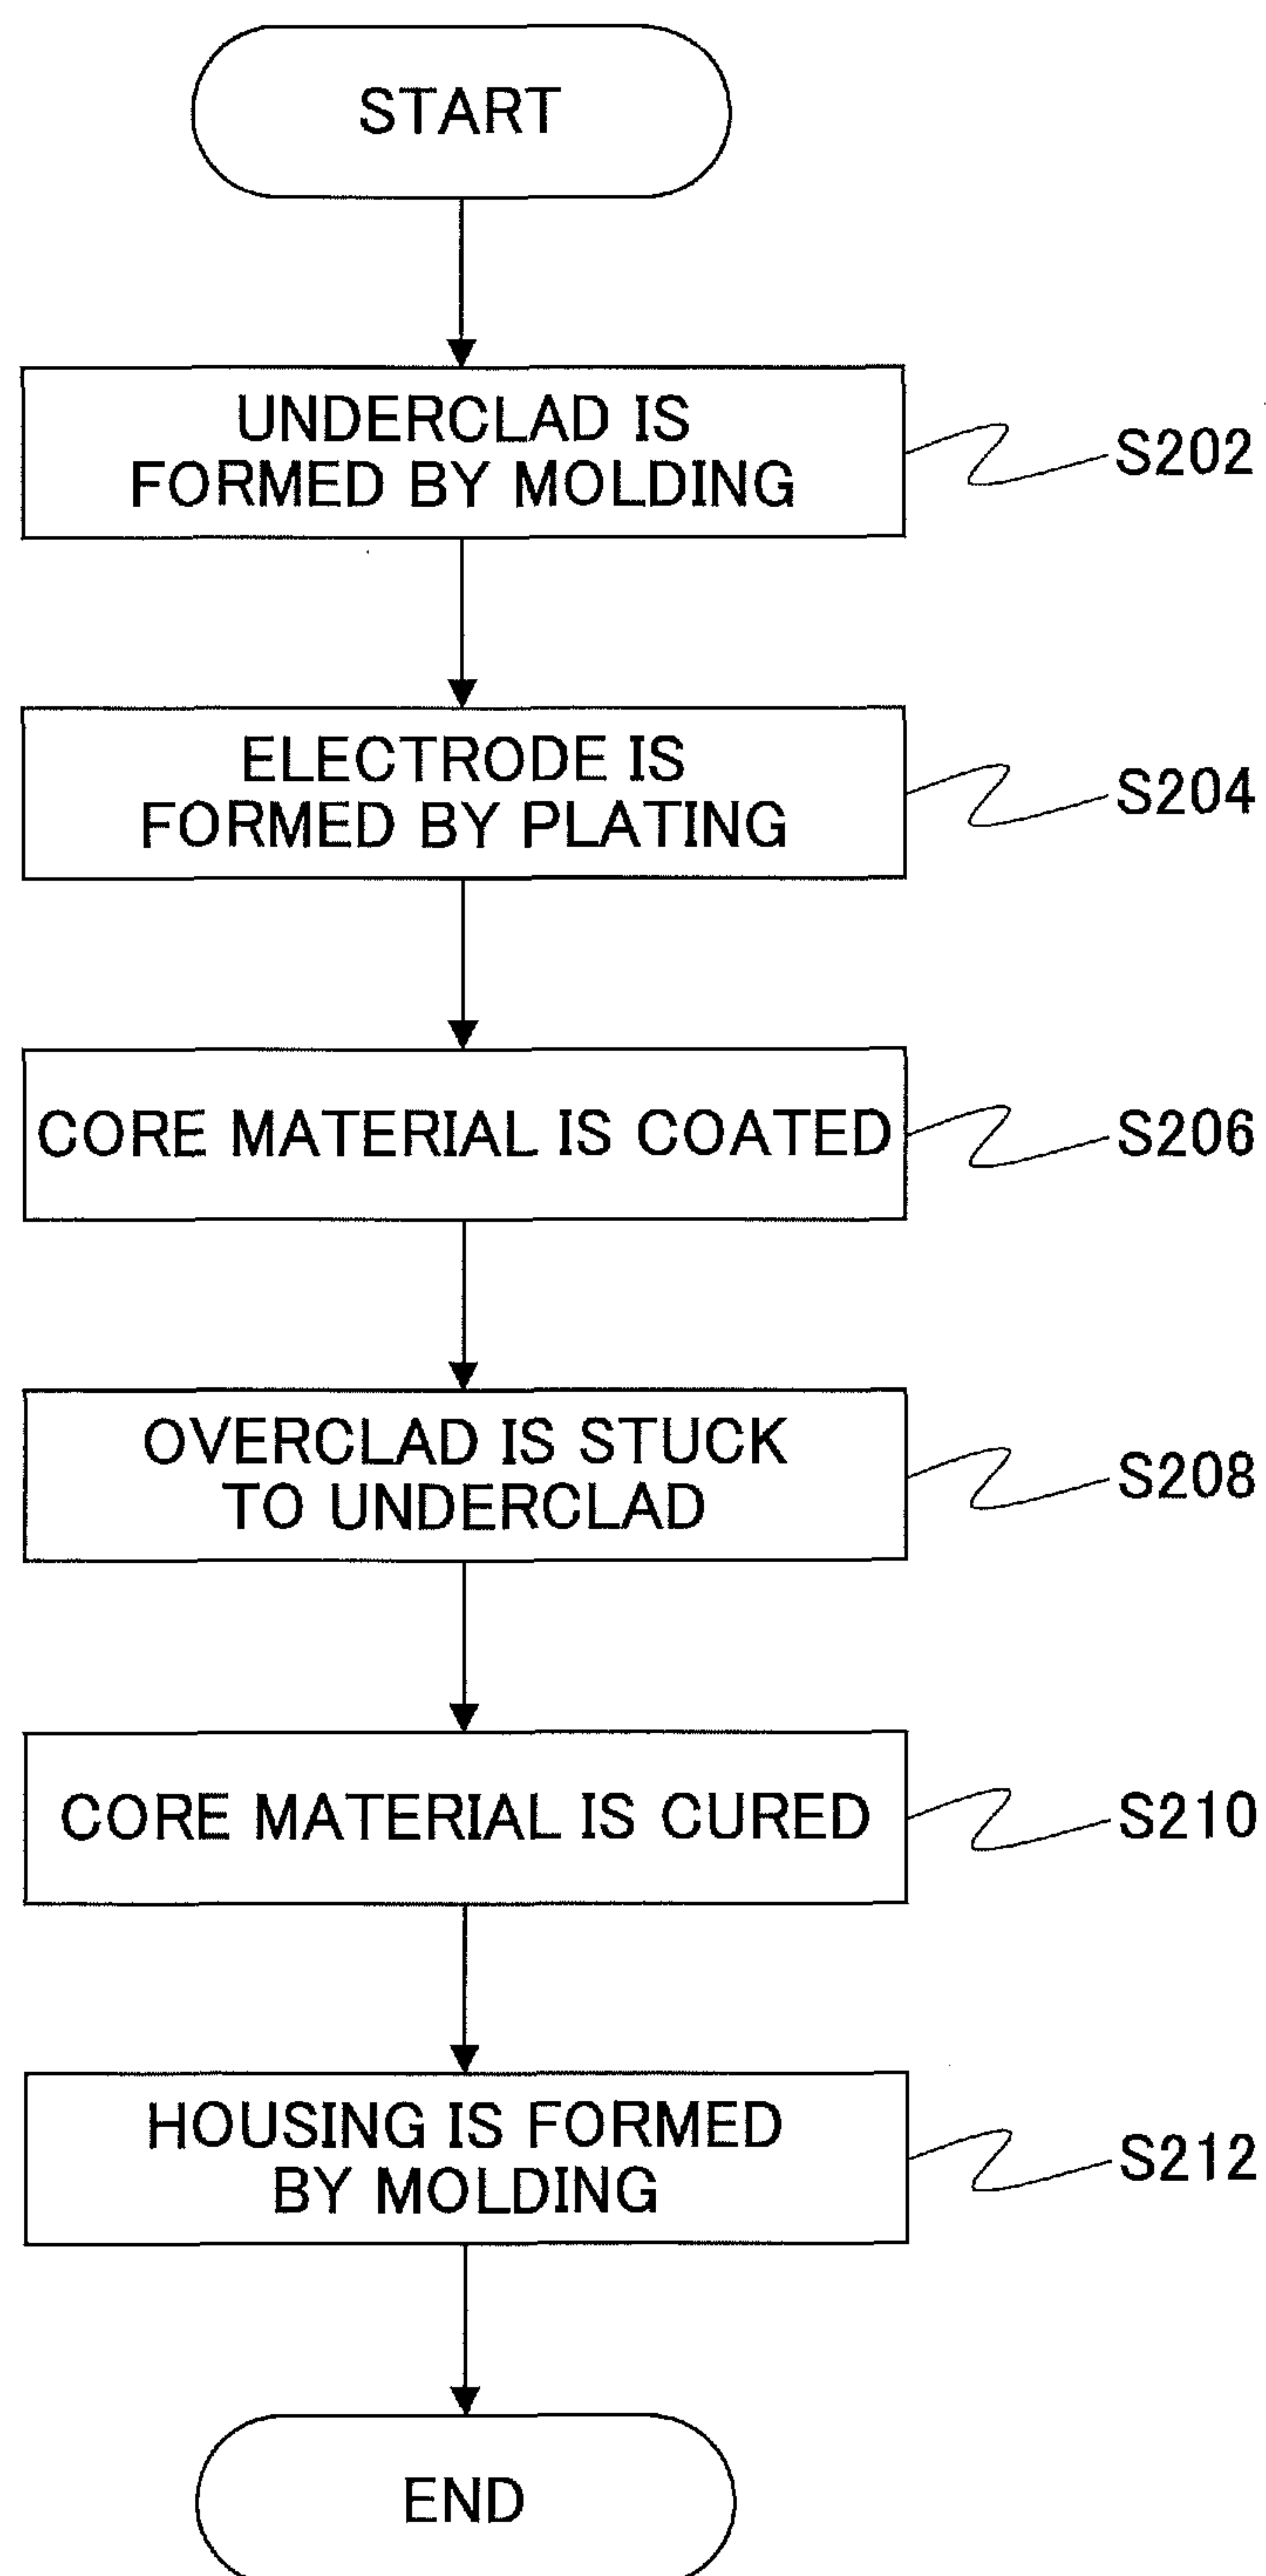 START
UNDERCLAD IS
FORMED BY MOLDING
S202
ELECTRODE IS
FORMED BY PLATING
S204
CORE MATERIAL IS COATED
S206
OVERCLAD IS STUCK
TO UNDERCLAD
S208
CORE MATERIAL IS CURED
S210
HOUSING IS FORMED
BY MOLDING
S212
END